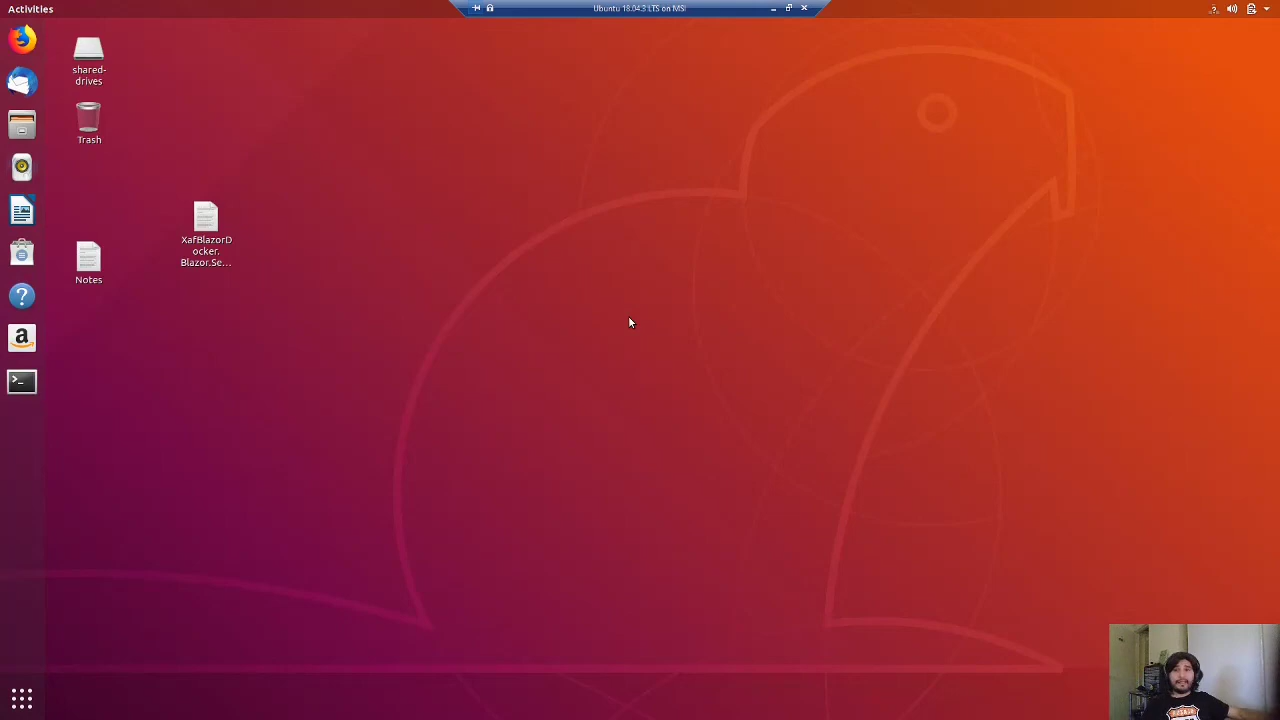 Activities
Ubuntu 18.04.3 LTS on MSI
shared-
drives
Trash
XafBlazorD
ocker.
Blazor.Se...
Notes